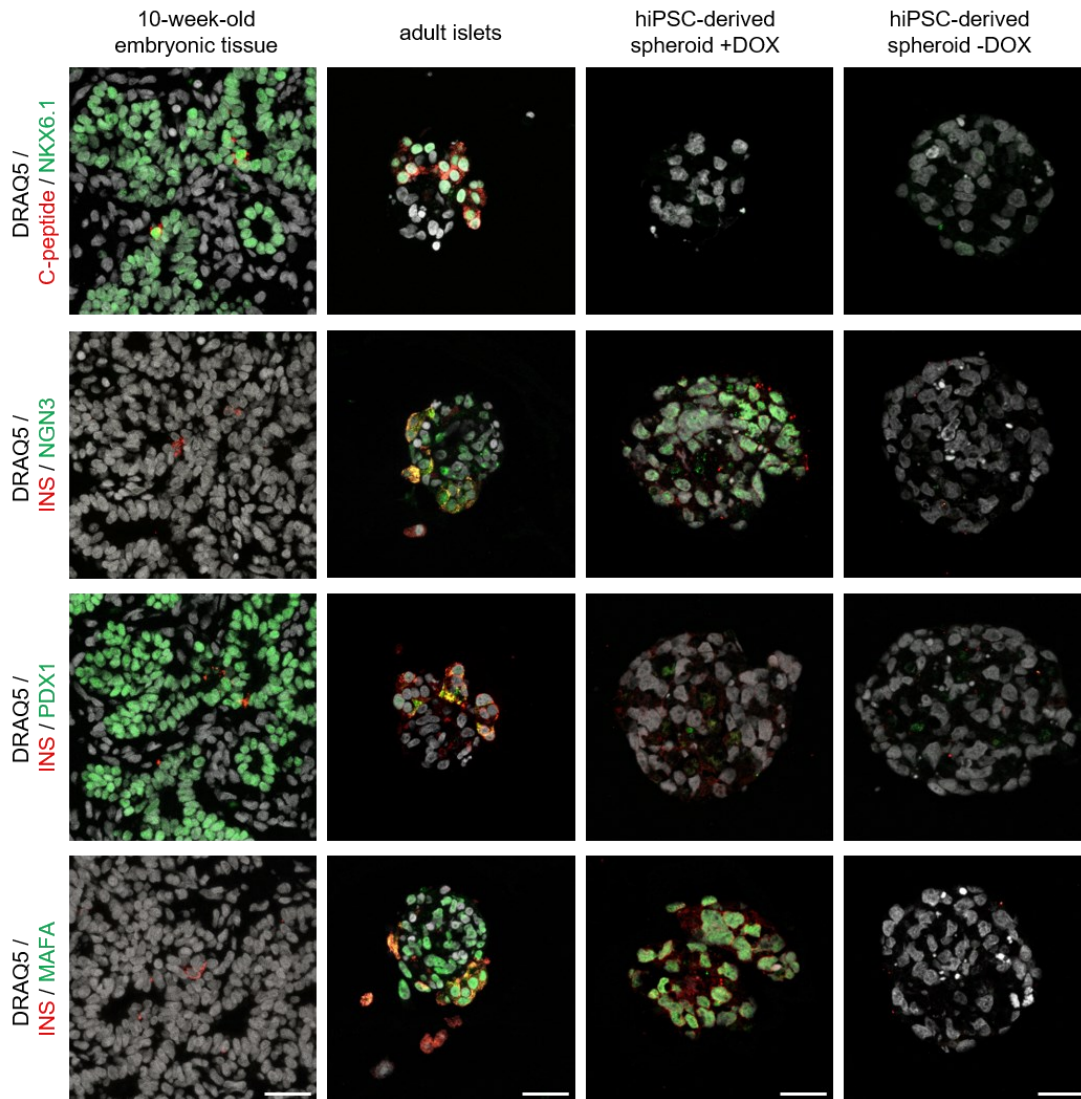 10-week-old
embryonic tissue
adult islets
hiPSC-derived
spheroid +DOX
hiPSC-derived
spheroid -DOX
DRAQ5 /
C-peptide / NKX6.1
DRAQ5 /
INS / NGN3
DRAQ5 /
INS / PDX1
DRAQ5 /
INS / MAFA